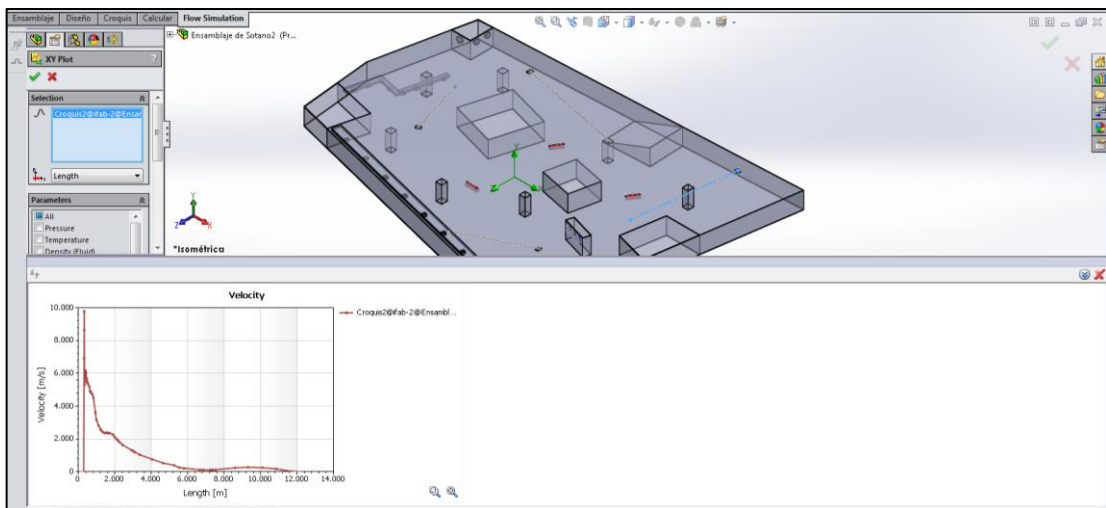 Ensamblaje Diseño Croquis Calcular Flow Simulation
Ensamblaje de Sotano2 (Pr...
XY Plot
?
Selection
Croquis2@ifab-2@Ensar
Length
Parameters
All
Pressure
Temperature
Density (Fluid)
Y
Z
X
*Isométrica
Y
Velocity
10.000
8.000
6.000
4.000
2.000
0
Velocity [m/s]
0 2.000 4.000 6.000 8.000 10.000 12.000 14.000
Length [m]
Croquis2@ifab-2@Ensambl...